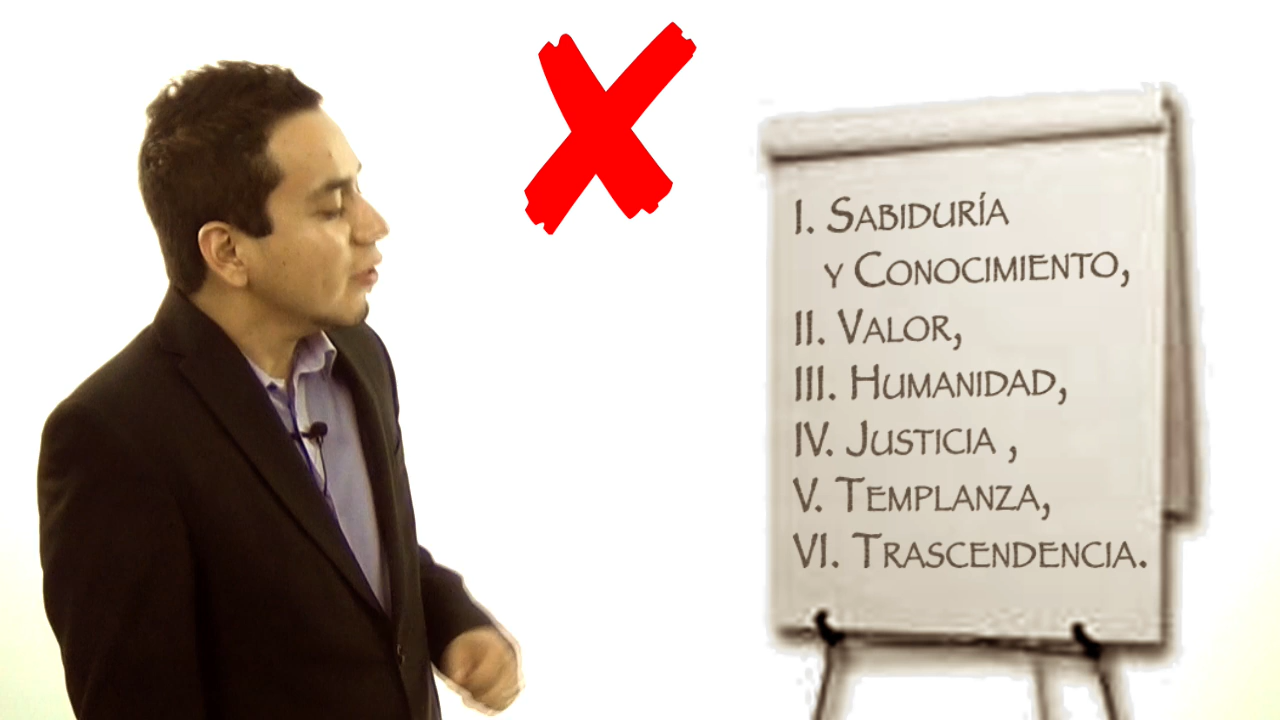 I. Sabiduría
y Conocimiento,
II. Valor,
III. Humanidad,
IV. Justicia ,
V. Templanza,
VI. Trascendencia.